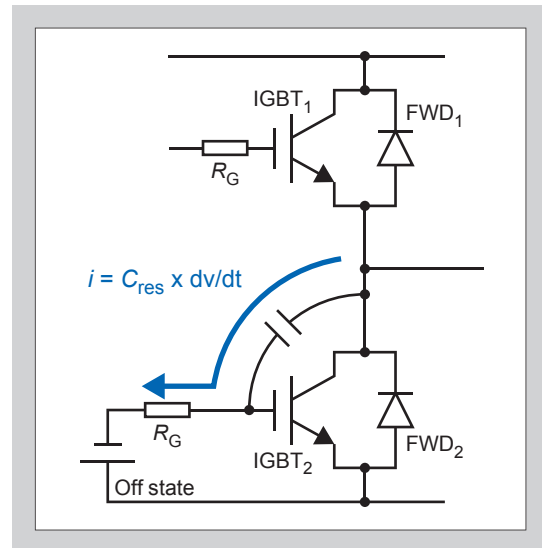 IGBT1
FWD1
RG
i = Cres x dv/dt
RG
IGBT2
FWD2
Off state